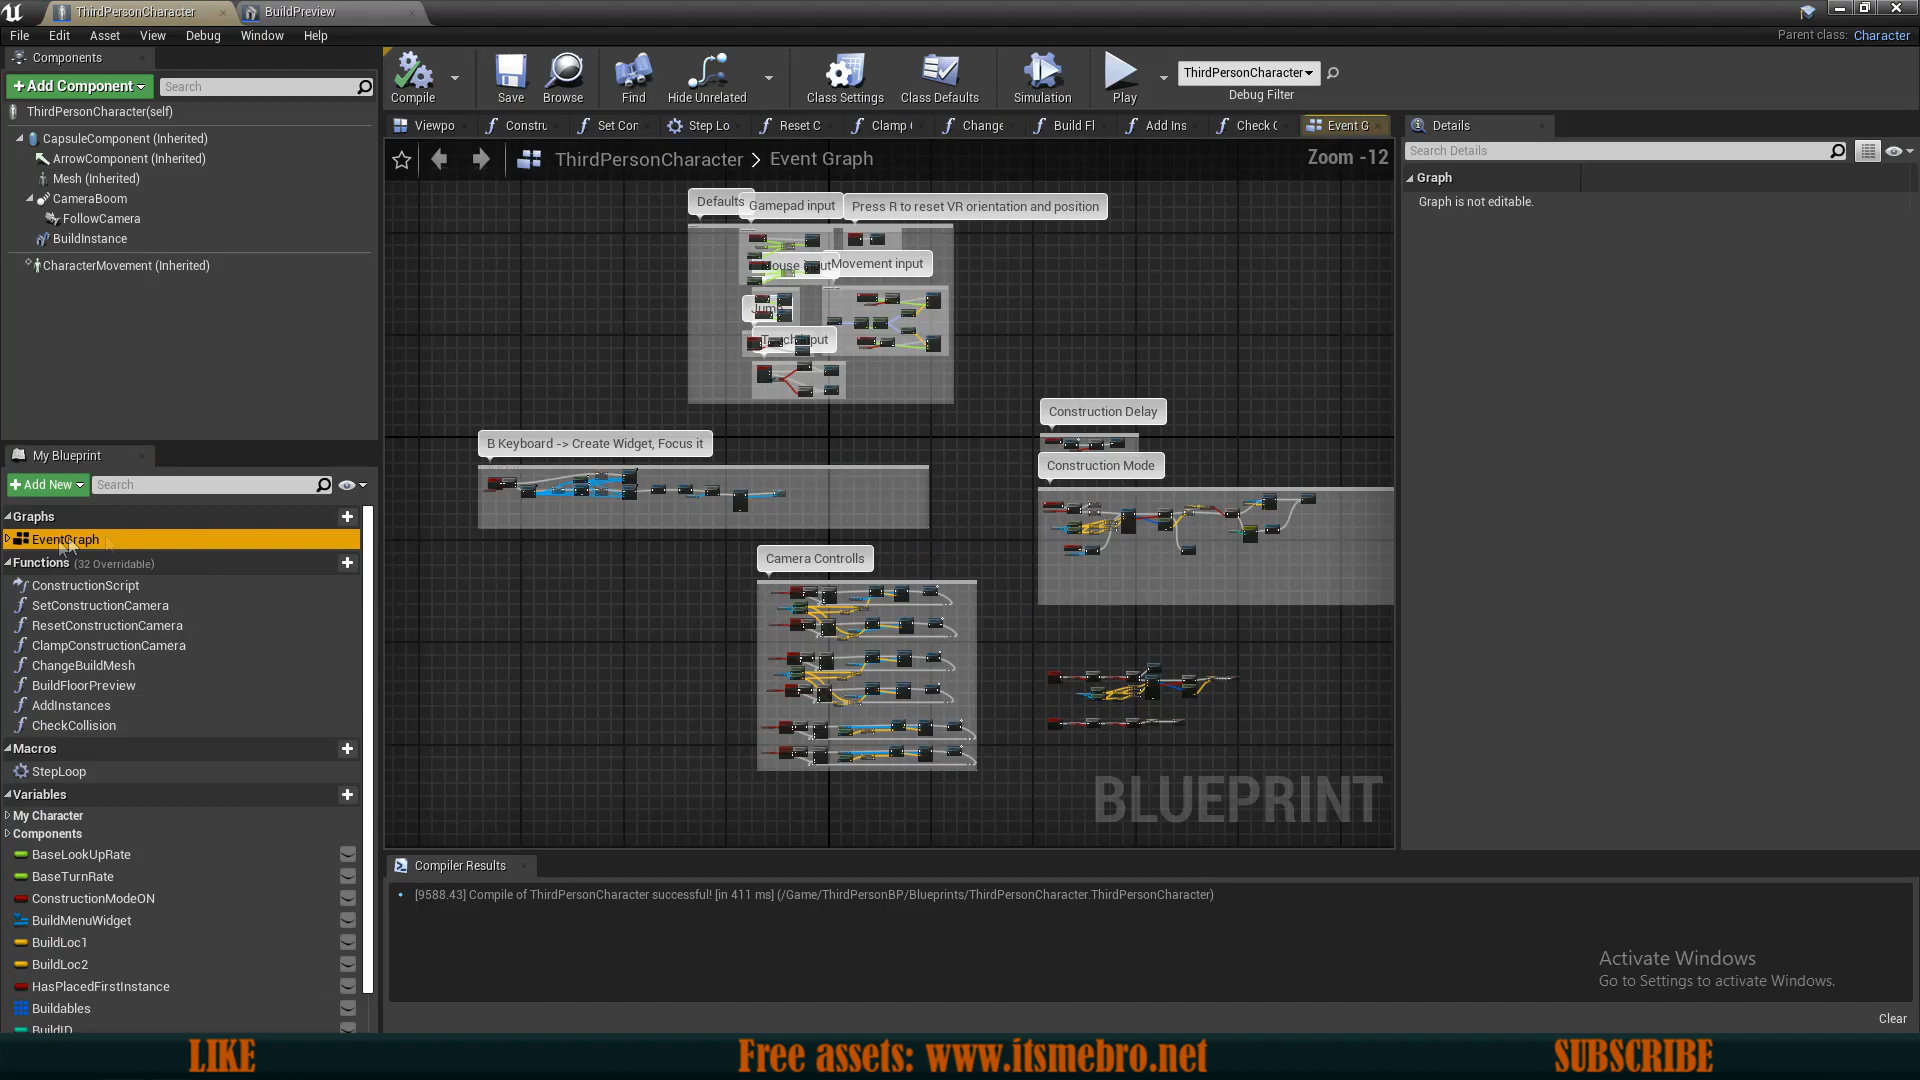 ThirdPersonCharacter
BuildPreview
File Edit Asset View Debug Window Help
Parent class: Character
Components
+Add Component
Search
ThirdPersonCharacter(self)
CapsuleComponent (Inherited)
ArrowComponent (Inherited)
Mesh (Inherited)
CameraBoom
FollowCamera
BuildInstance
CharacterMovement (Inherited)
Compile
Save
Browse
Find
Hide Unrelated
Class Settings
Class Defaults
Simulation
Play
ThirdPersonCharacter
Debug Filter
Viewpo
Constru
Set Con
Step Lo
Reset C
Clamp
Change
Build Fl
Add Ins
Check C
Event G
ThirdPersonCharacter > Event Graph
Zoom -12
Defaults
Gamepad input
Press R to reset VR orientation and position
Movement input
Construction Delay
Construction Mode
B Keyboard -> Create Widget, Focus it
Camera Controlls
BLUEPRINT
Details
Search Details
Graph
Graph is not editable.
My Blueprint
+Add New
Search
Graphs
EventGraph
Functions (32 Overridable)
ConstructionScript
SetConstructionCamera
ResetConstructionCamera
ClampConstructionCamera
ChangeBuildMesh
BuildFloorPreview
AddInstances
CheckCollision
Macros
StepLoop
Variables
My Character
Components
BaseLookUpRate
BaseTurnRate
ConstructionModeON
BuildMenuWidget
BuildLoc1
BuildLoc2
HasPlacedFirstInstance
Buildables
BuildID
Compiler Results
[9588.43] Compile of ThirdPersonCharacter successful! [in 411 ms] (/Game/ThirdPersonBP/Blueprints/ThirdPersonCharacter.ThirdPersonCharacter)
Activate Windows
Go to Settings to activate Windows.
Clear
LIKE
Free assets: www.itsmebro.net
SUBSCRIBE